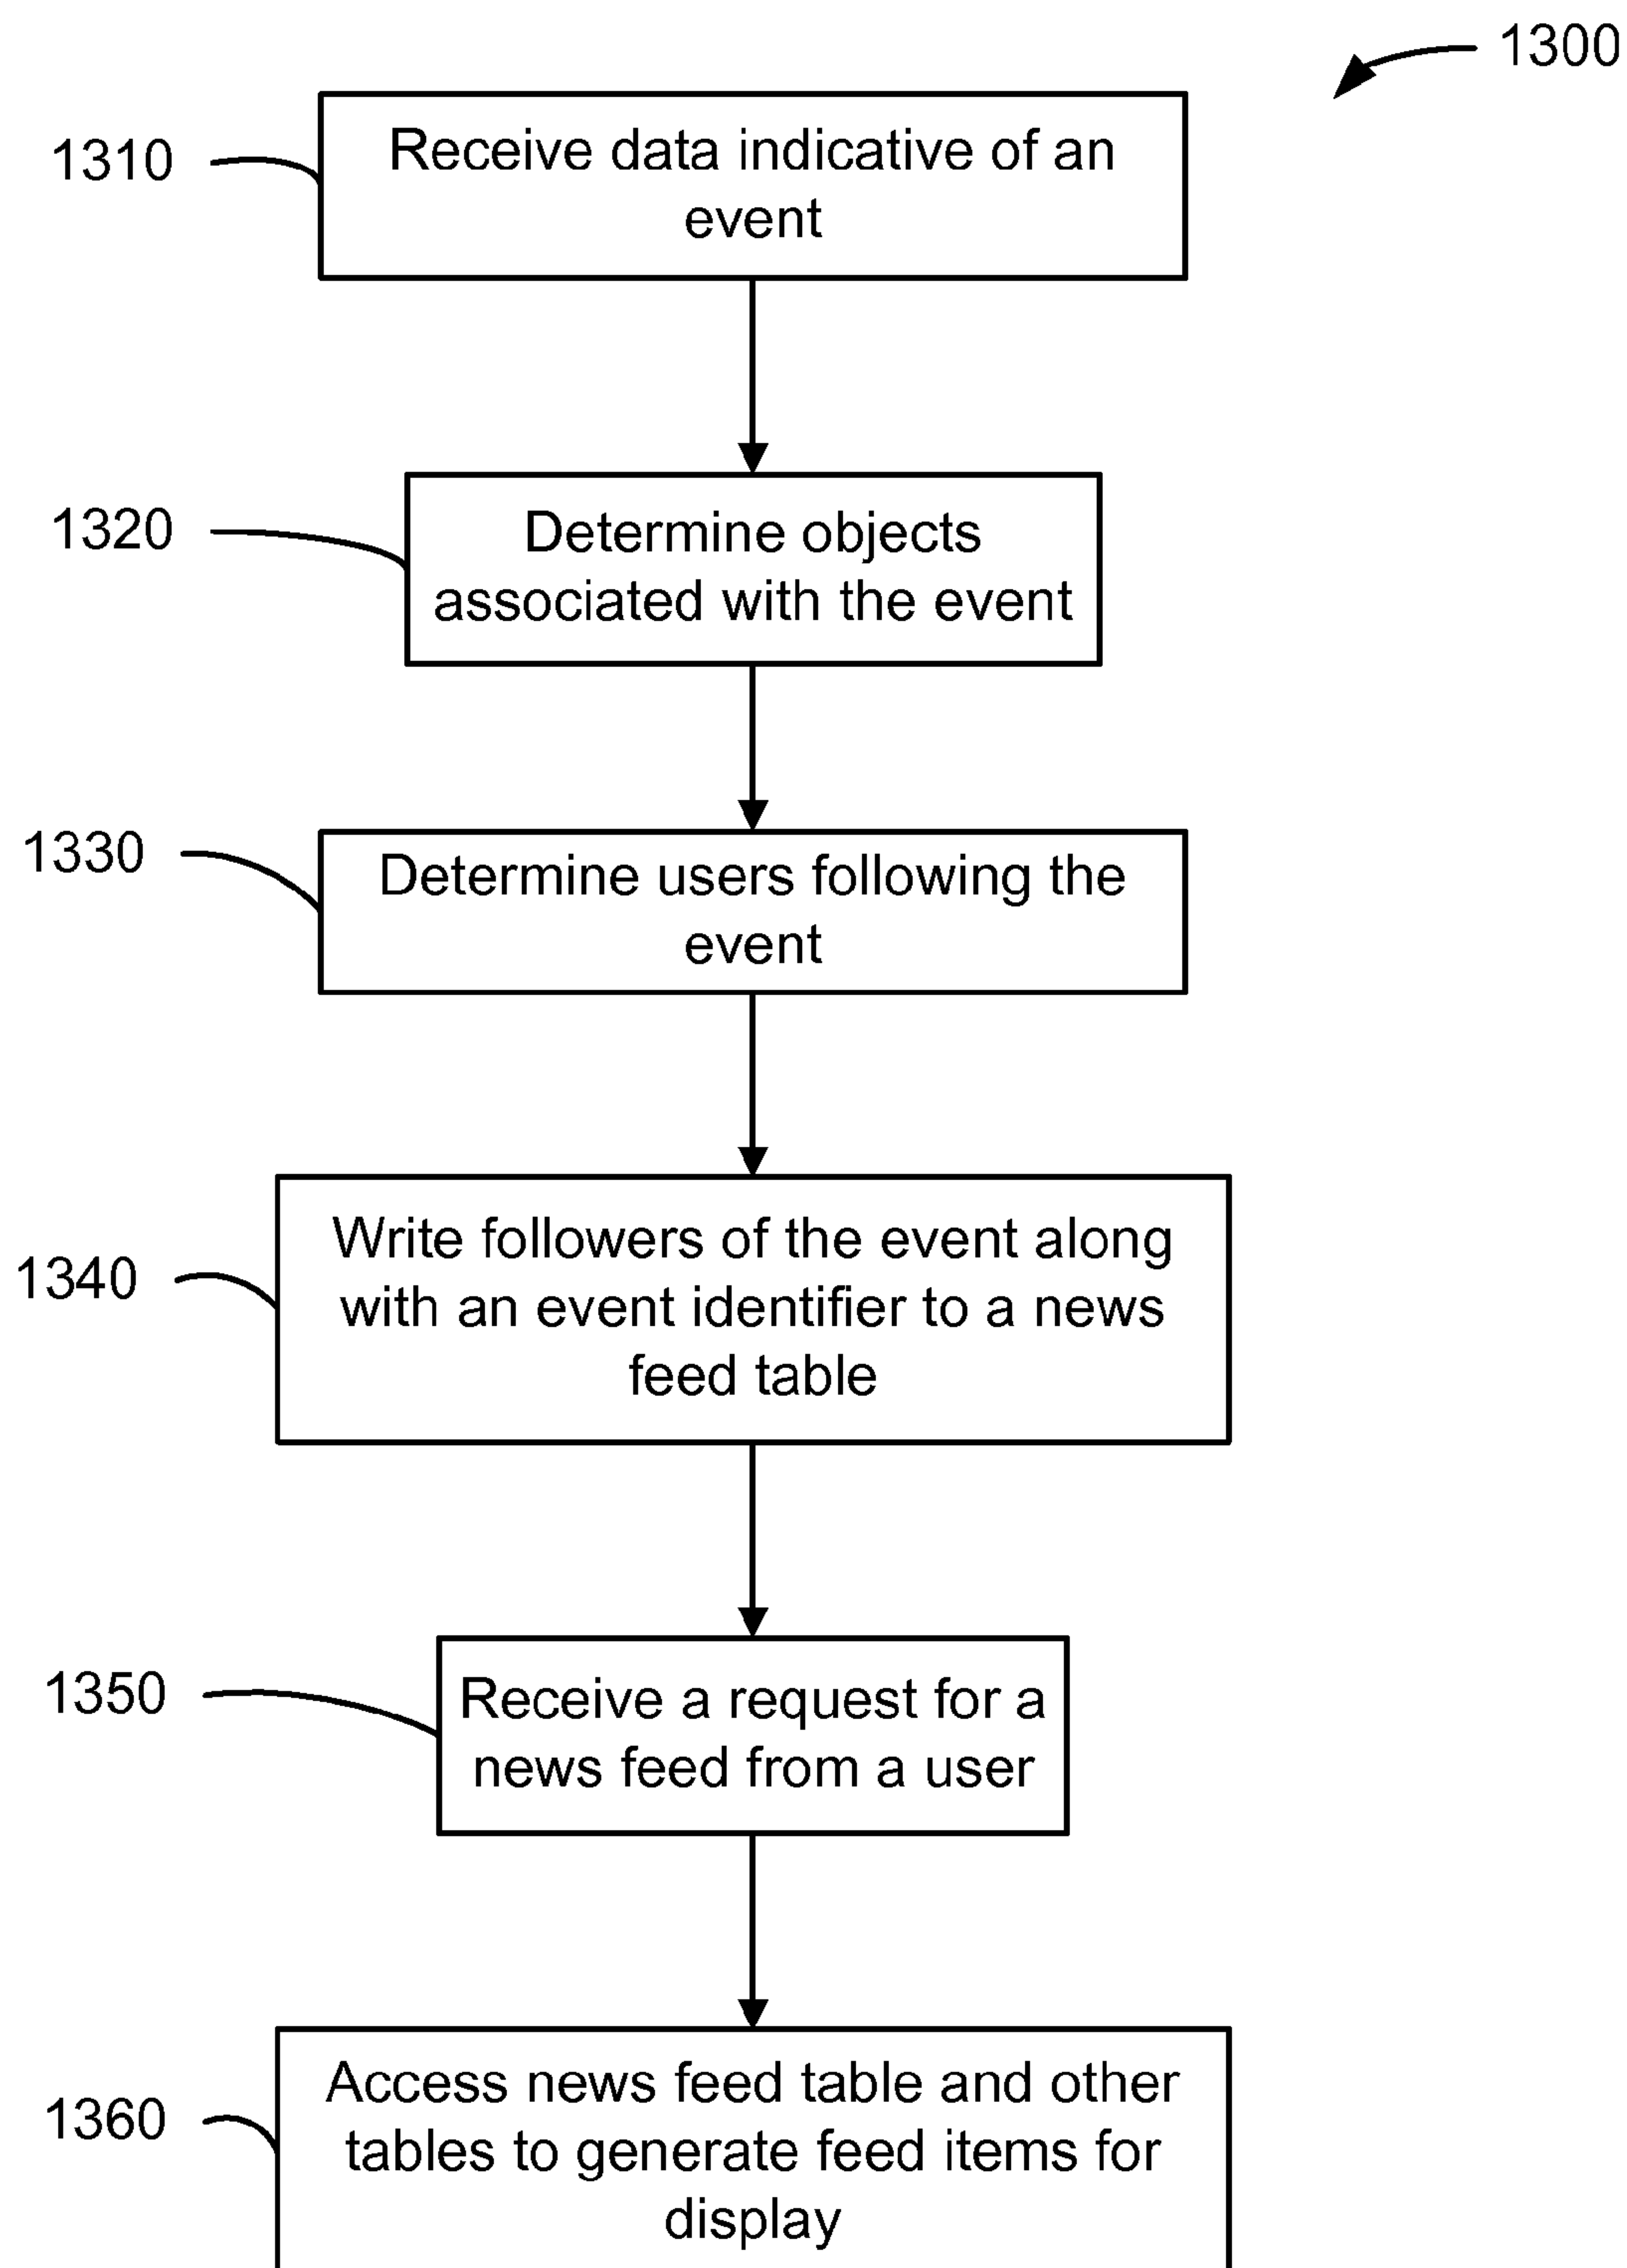 1300
1310
Receive data indicative of an
event
1320
Determine objects
associated with the event
1330
Determine users following the
event
1340
Write followers of the event along
with an event identifier to a news
feed table
1350
Receive a request for a
news feed from a user
1360
Access news feed table and other
tables to generate feed items for
display